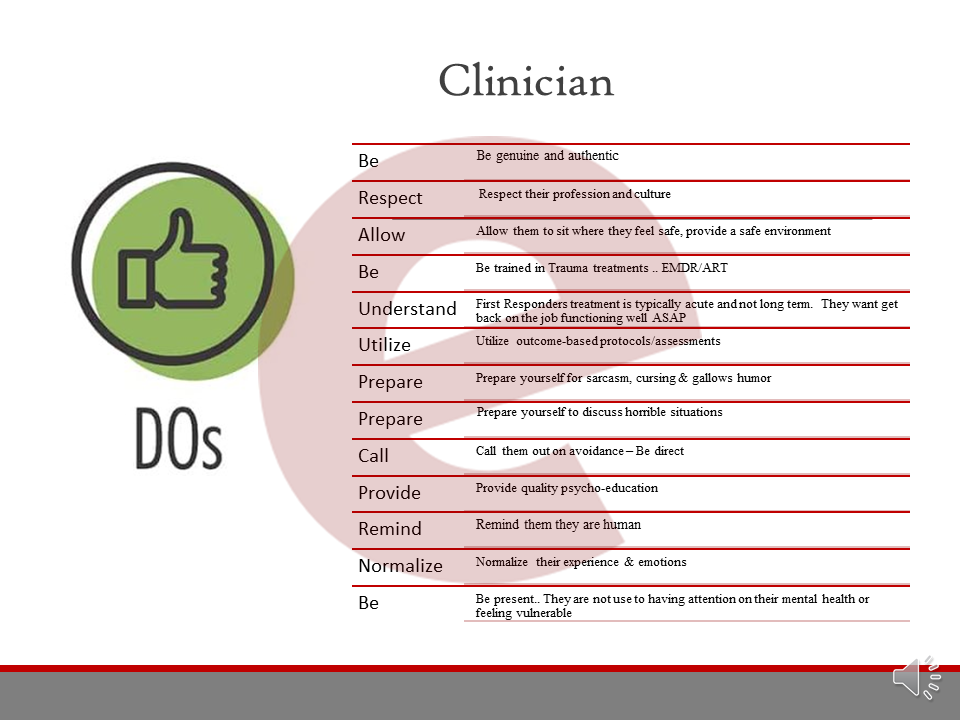 Clinician
DOs
Be
Be genuine and authentic
Respect
Respect their profession and culture
Allow
Allow them to sit where they feel safe, provide a safe environment
Be
Be trained in Trauma treatments .. EMDR/ART
Understand
First Responders treatment is typically acute and not long term. They want get
back on the job functioning well ASAP
Utilize
Utilize outcome-based protocols/assessments
Prepare
Prepare yourself for sarcasm, cursing & gallows humor
Prepare
Prepare yourself to discuss horrible situations
Call
Call them out on avoidance – Be direct
Provide
Provide quality psycho-education
Remind
Remind them they are human
Normalize
Normalize their experience & emotions
Be
Be present.. They are not use to having attention on their mental health or
feeling vulnerable